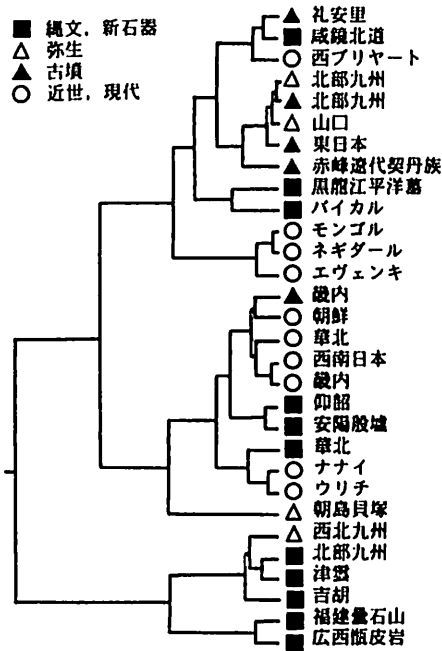 縄文，新石器
弥生
古墳
近世，現代
礼安里
咸鏡北道
西ブリヤート
北部九州
北部九州
山口
東日本
赤峰遼代契丹族
黒龍江平洋墓
バイカル
モンゴル
ネギダール
エヴェンキ
畿内
朝鮮
華北
西南日本
畿内
仰韶
安陽殷墟
華北
ナナイ
ウリチ
朝島貝塚
西北九州
北部九州
津雲
吉胡
福建曇石山
広西甑皮岩